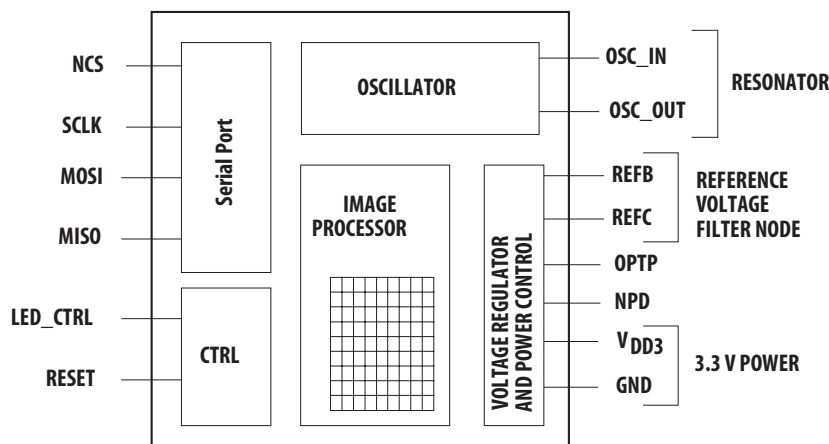 NCS
SCLK
MOSI
MISO
LED_CTRL
RESET
Serial Port
CTRL
OSCILLATOR
IMAGE
PROCESSOR
VOLTAGE REGULATOR
AND POWER CONTROL
OSC_IN
OSC_OUT
RESONATOR
REFB
REFC
REFERENCE
VOLTAGE
FILTER NODE
OPTP
NPD
VDD3
GND
3.3 V POWER